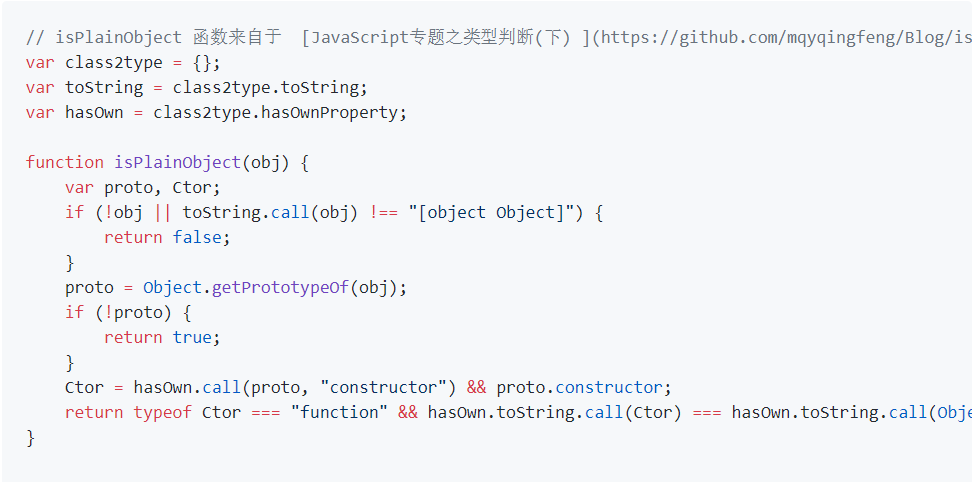 // isPlainObject 函数来自于  [JavaScript专题之类型判断(下) ](https://github.com/mqyqingfeng/Blog/is
var class2type = {};
var toString = class2type.toString;
var hasOwn = class2type.hasOwnProperty;

function isPlainObject(obj) {
    var proto, Ctor;
    if (!obj || toString.call(obj) !== "[object Object]") {
        return false;
    }
    proto = Object.getPrototypeOf(obj);
    if (!proto) {
        return true;
    }
    Ctor = hasOwn.call(proto, "constructor") && proto.constructor;
    return typeof Ctor === "function" && hasOwn.toString.call(Ctor) === hasOwn.toString.call(Obje
}